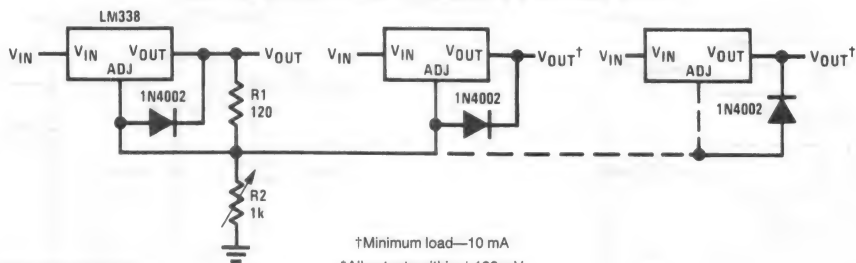 LM338
VIN VIN VOUT VOUT
ADJ
1N4002
R1
120
R2
1k
VIN VIN VOUT VOUT†
ADJ
1N4002
VIN VIN VOUT VOUT†
ADJ
1N4002
†Minimum load—10 mA